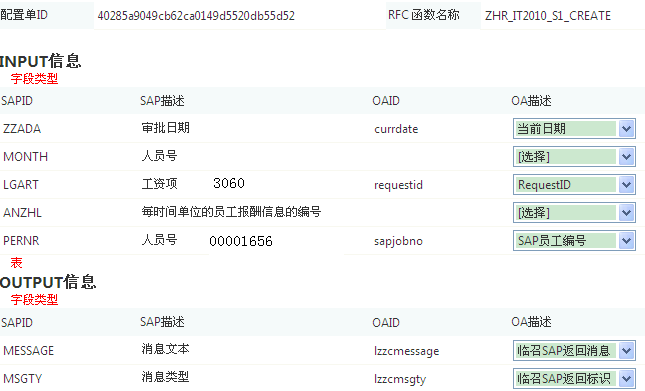 配置单ID 40285a9049cb62ca0149d5520db55d52 RFC 函数名称 ZHR_IT2010_S1_CREATE
INPUT信息
字段类型
SAPID SAP描述 OAID OA描述
ZZADA 审批日期 currdate 当前日期
MONTH 人员号 [选择]
LGART 工资项 3060 requestid RequestID
ANZHL 每时间单位的员工报酬信息的编号 [选择]
PERNR 人员号 00001656 sapjobno SAP员工编号
表
OUTPUT信息
字段类型
SAPID SAP描述 OAID OA描述
MESSAGE 消息文本 lzzcmessage 临召SAP返回消息
MSGTY 消息类型 lzzcmsgty 临召SAP返回标识